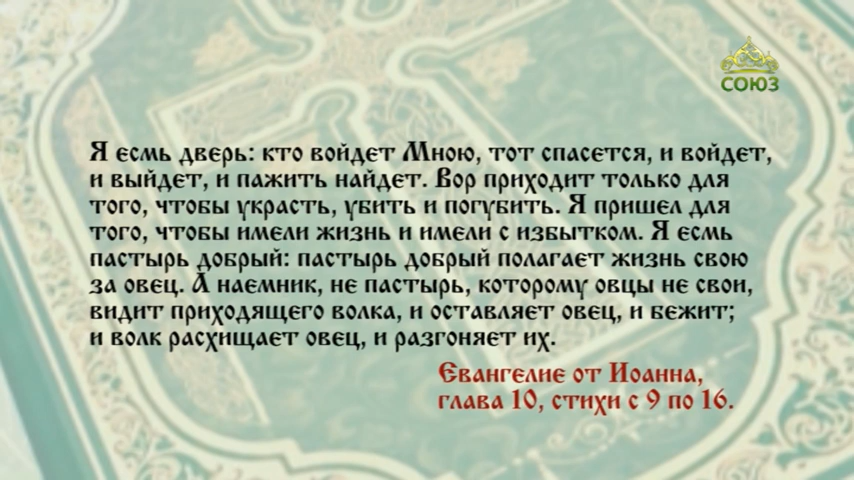 СОЮЗ
Я есмь дверь: кто войдет Мною, тот спасется, и войдет,
и выйдет, и пажить найдет. Вор приходит только для
того, чтобы украсть, убить и погубить. Я пришел для
того, чтобы имели жизнь и имели с избытком. Я есмь
пастырь добрый: пастырь добрый полагает жизнь свою
за овец. А наемник, не пастырь, которому овцы не свои,
видит приходящего волка, и оставляет овец, и бежит;
и волк расхищает овец, и разгоняет их.
Евангелие от Иоанна,
глава 10, стихи с 9 по 16.